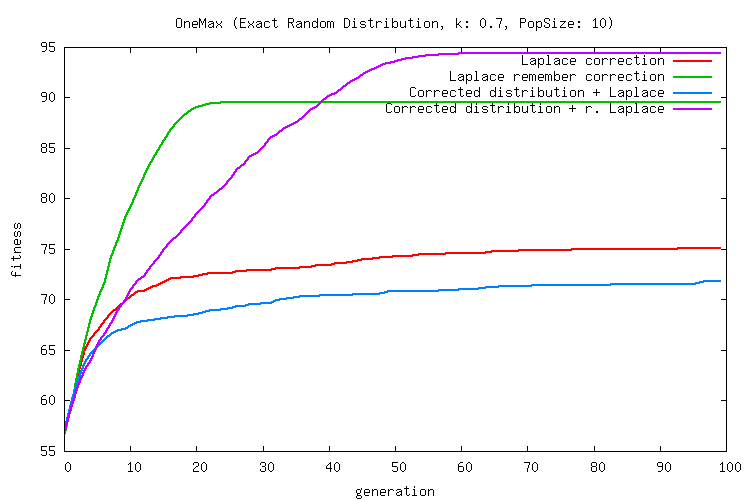 OneMax (Exact Random Distribution, k: 0.7, PopSize: 10)
95
Laplace correction
Laplace remember correction
Corrected distribution + Laplace
Corrected distribution + r. Laplace
90
85
80
75
70
65
60
55
fitness
0 10 20 30 40 50 60 70 80 90 100
generation